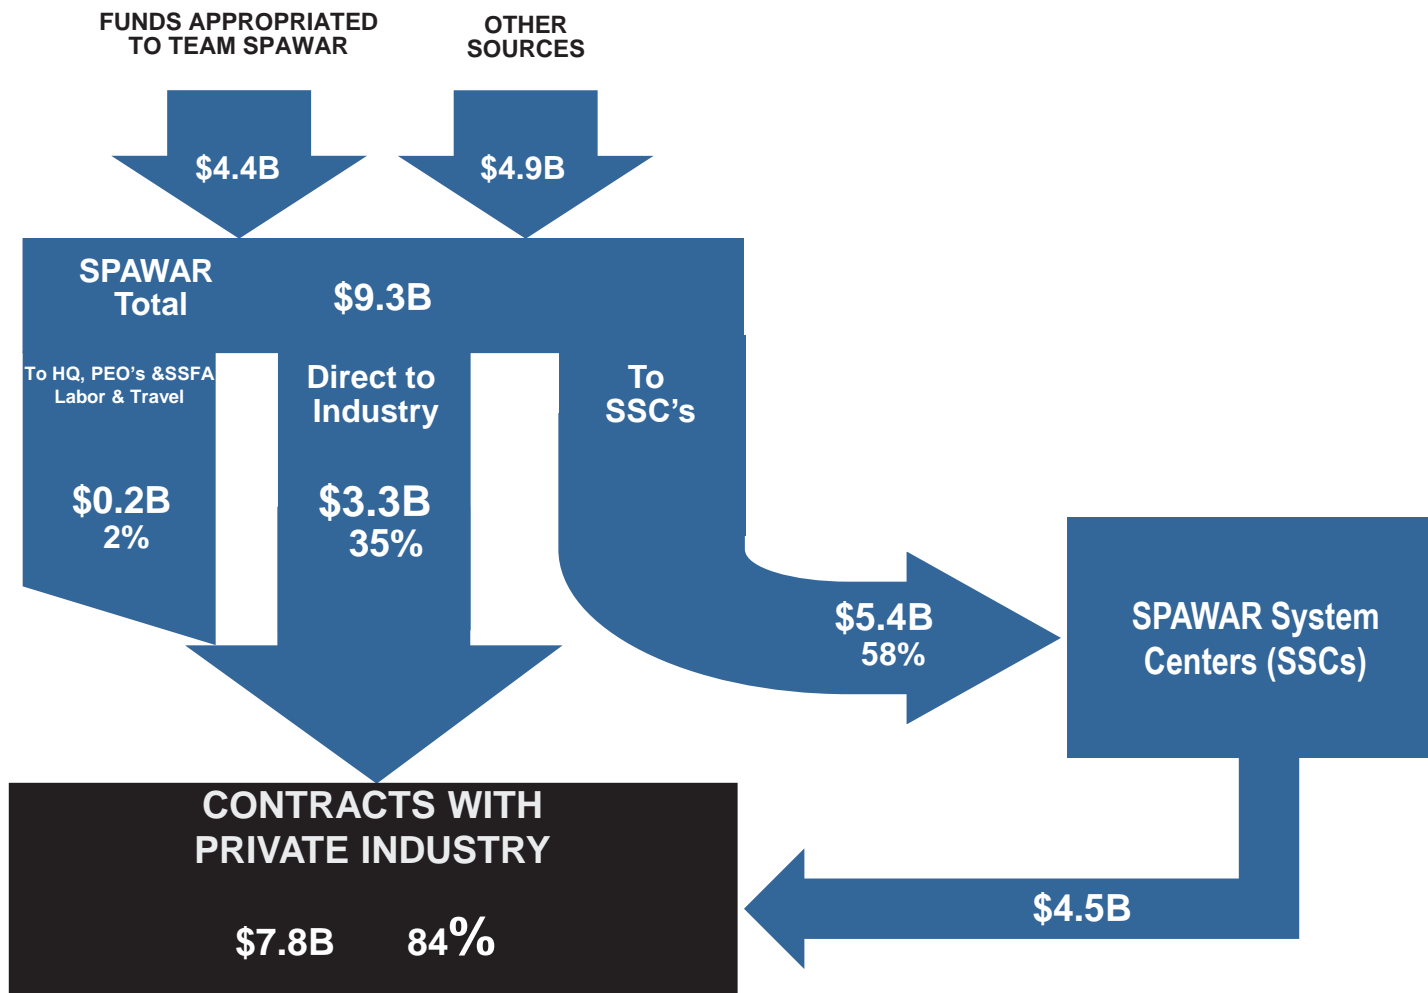 FUNDS APPROPRIATED
TO TEAM SPAWAR
OTHER
SOURCES
$4.4B
$4.9B
SPAWAR
Total
$9.3B
To HQ, PEO's &SSFA
Labor & Travel
$0.2B
2%
Direct to
Industry
$3.3B
35%
To
SSC's
$5.4B
58%
SPAWAR System
Centers (SSCs)
CONTRACTS WITH
PRIVATE INDUSTRY
$7.8B 84%
$4.5B